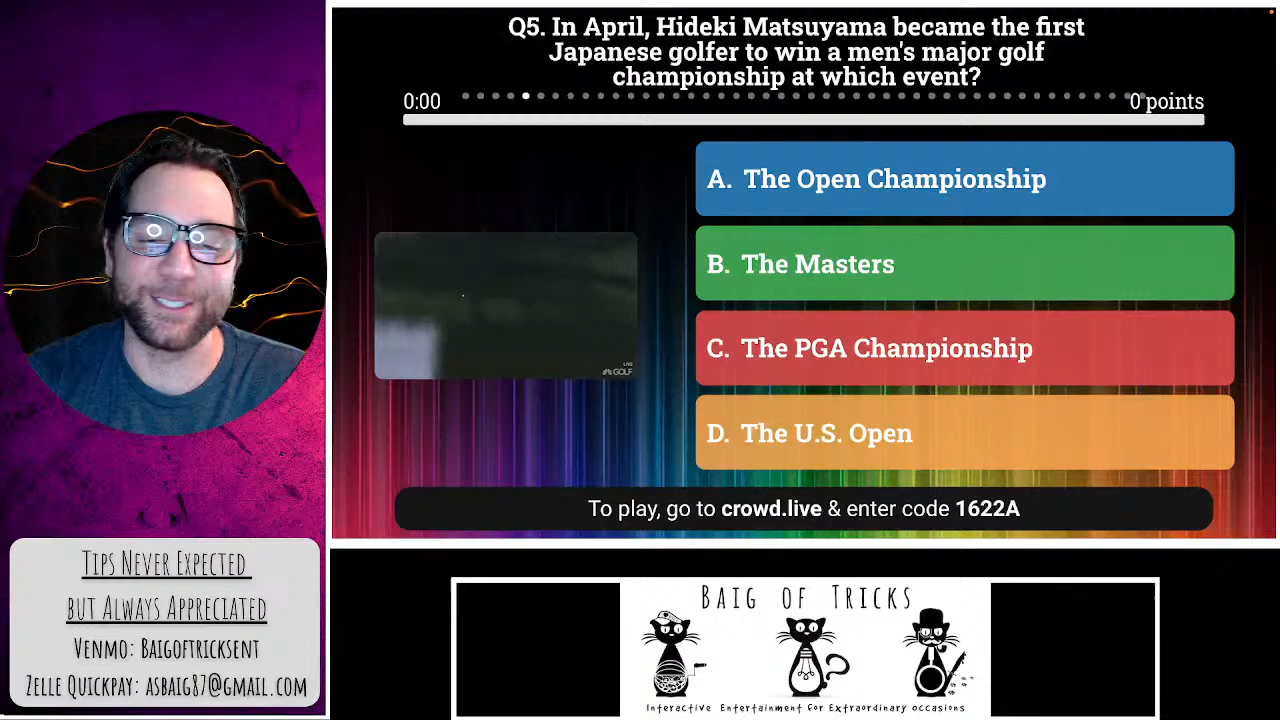 Q5. In April, Hideki Matsuyama became the first
Japanese golfer to win a men's major golf
championship at which event?
0:00
0 points
A. The Open Championship
B. The Masters
C. The PGA Championship
D. The U.S. Open
LIVE
GOLF
To play, go to crowd.live & enter code 1622A
Tips Never Expected
but Always Appreciated
Venmo: Baigoftricksent
Zelle Quickpay: asbaig87@gmail.com
Baig of Tricks
Interactive Entertainment for Extraordinary Occasions